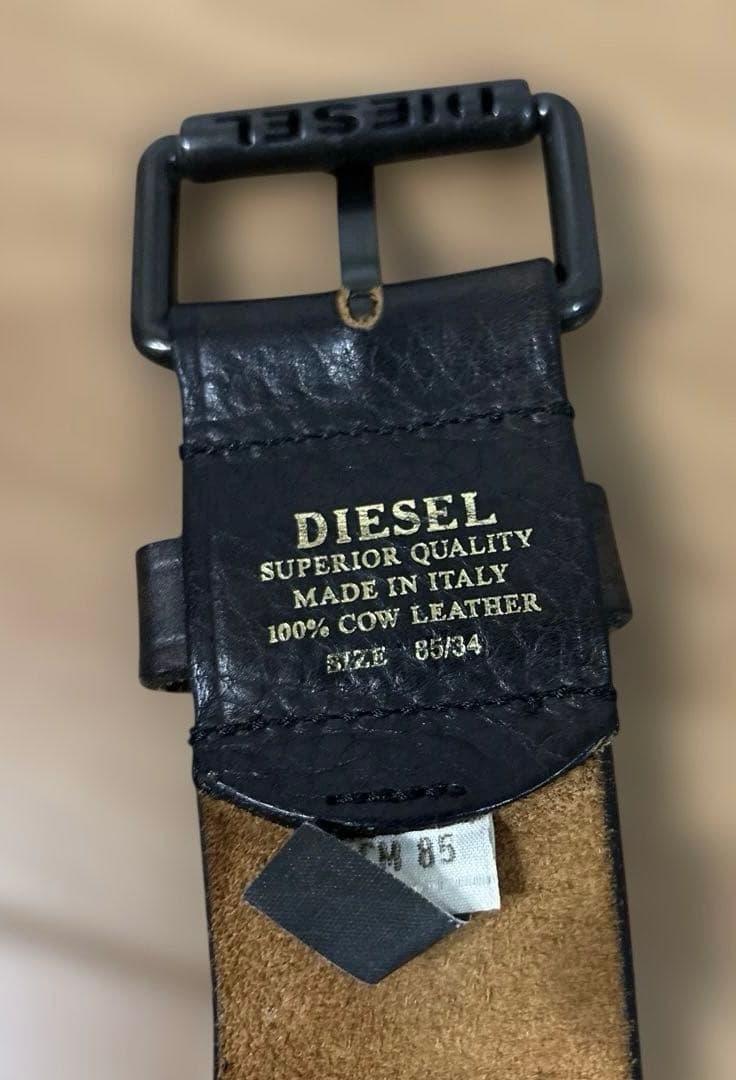 DIESEL
DIESEL
SUPERIOR QUALITY
MADE IN ITALY
100% COW LEATHER
SIZE 85/34
CM 85